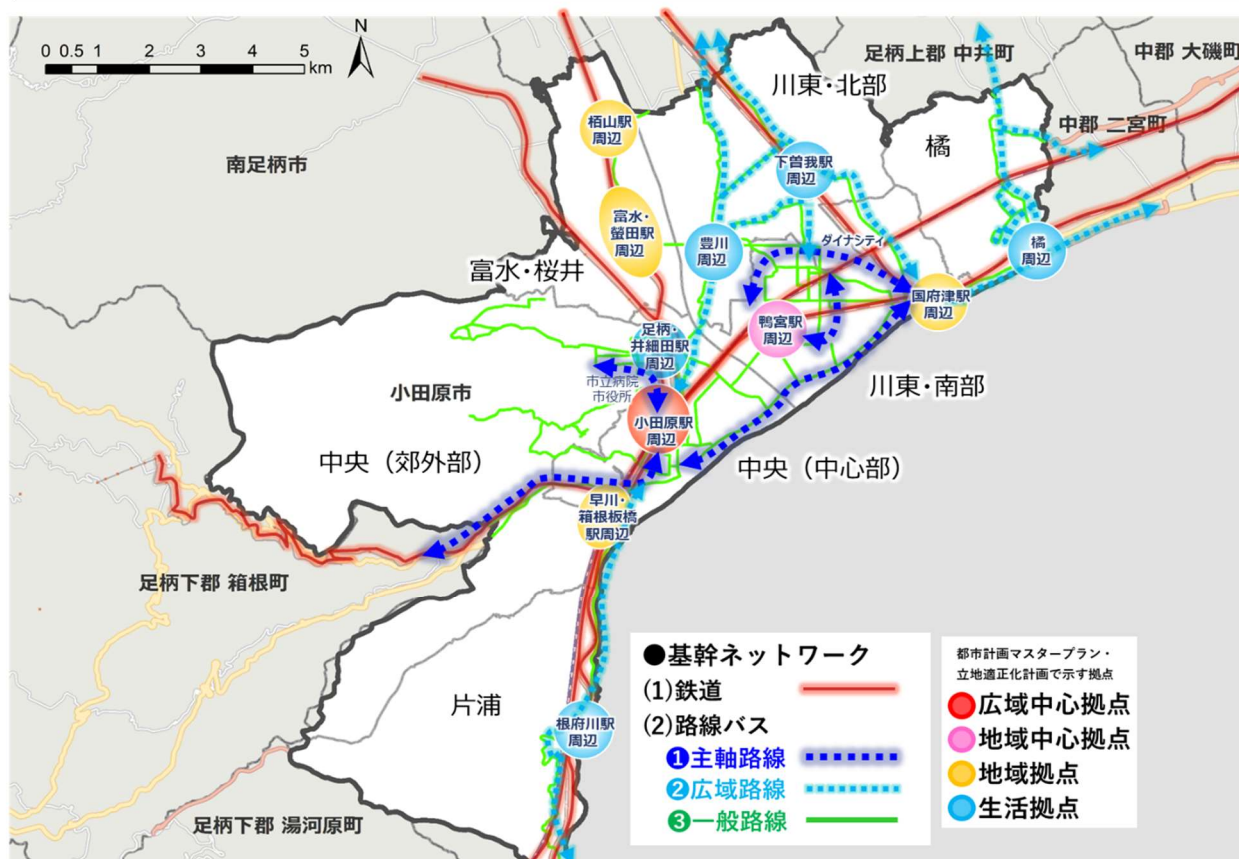 N
0 0.5 1 2 3 4 5
km
足柄上郡 中井町
中郡 大磯町
川東・北部
栢山駅
周辺
橘
中郡 二宮町
南足柄市
下曽我駅
周辺
富水・
螢田駅
周辺
豊川
周辺
ダイナシティ
橘
周辺
富水・桜井
国府津駅
周辺
鴨宮駅
周辺
足柄・
井細田駅
周辺
市立病院
市役所
川東・南部
小田原市
小田原駅
周辺
中央（郊外部）
中央（中心部）
早川・
箱根板橋
駅周辺
足柄下郡 箱根町
片浦
根府川駅
周辺
足柄下郡 湯河原町
●基幹ネットワーク
(1)鉄道
(2)路線バス
❶主軸路線
❷広域路線
❸一般路線
都市計画マスタープラン・
立地適正化計画で示す拠点
広域中心拠点
地域中心拠点
地域拠点
生活拠点